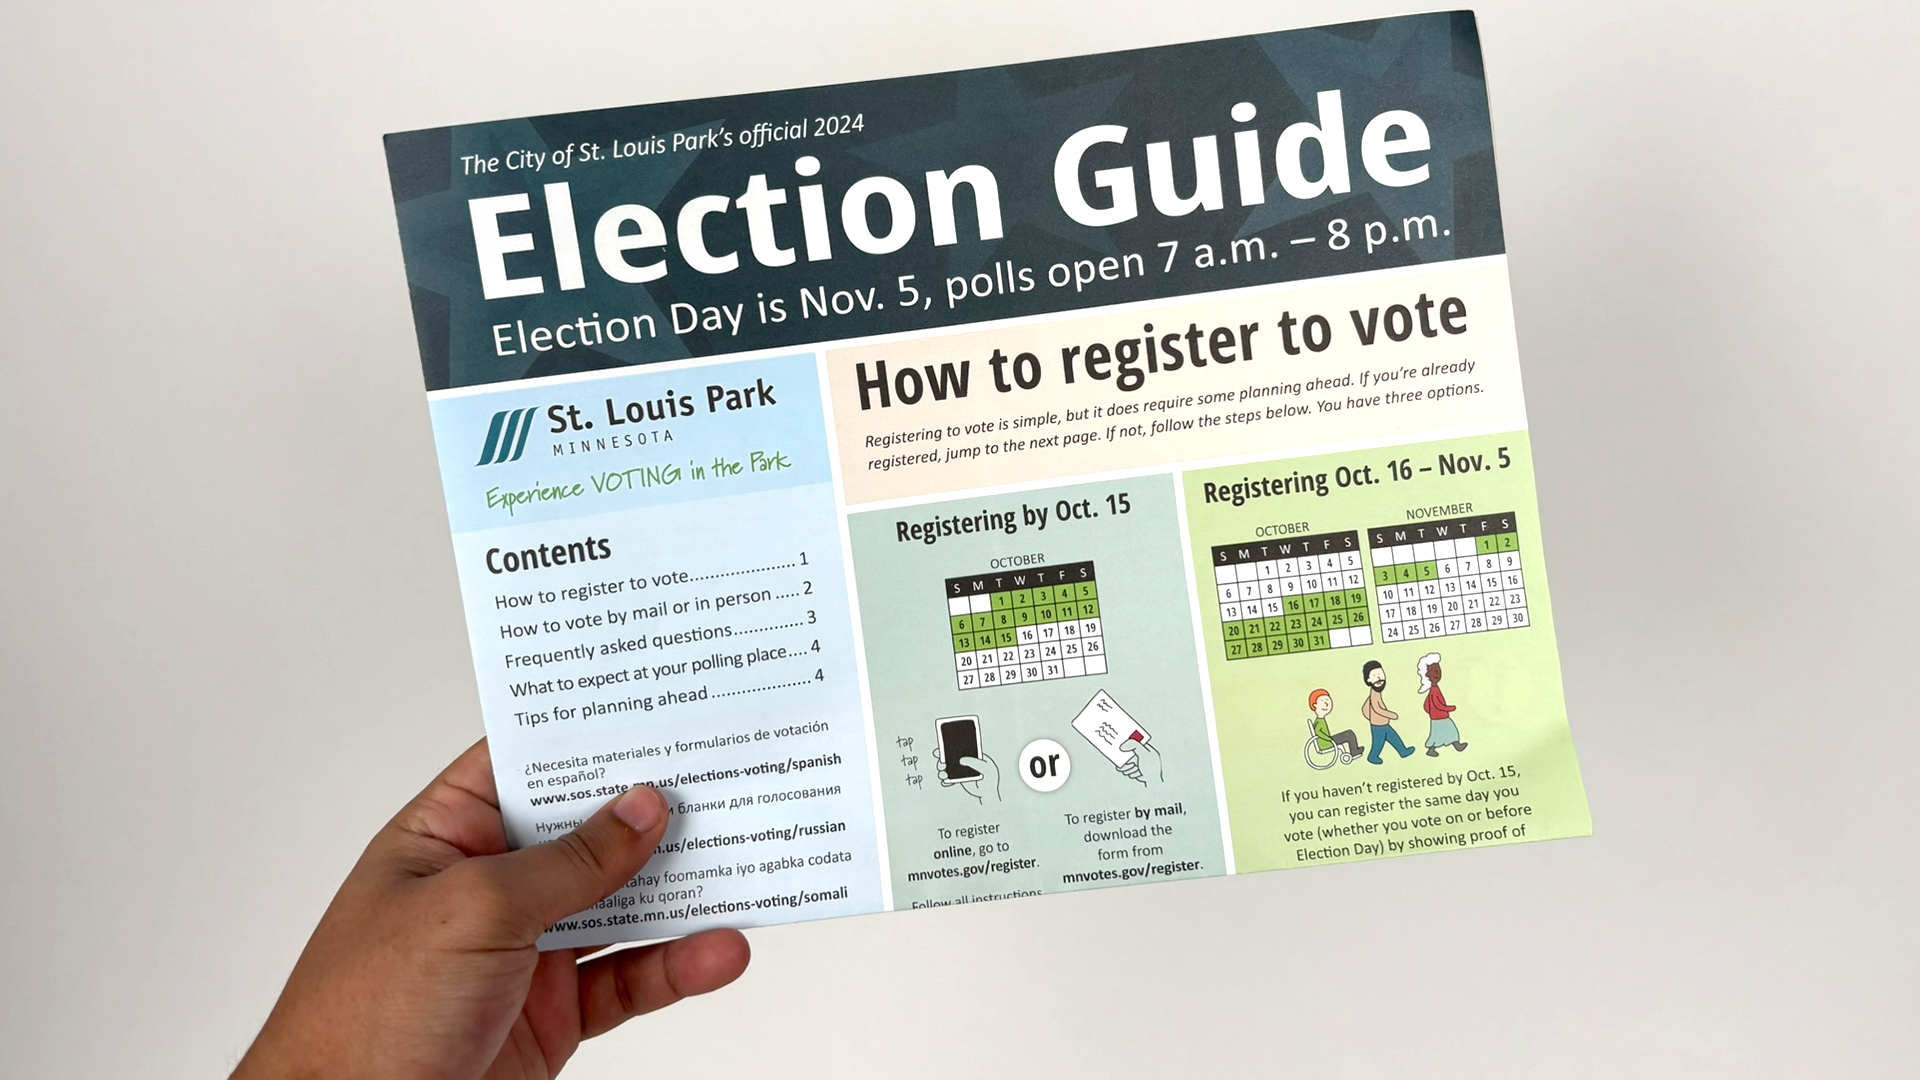 The City of St. Louis Park's official 2024
Election Guide
Election Day is Nov. 5, polls open 7 a.m. – 8 p.m.
St. Louis Park
MINNESOTA
Experience VOTING in the Park
Contents
How to register to vote...................... 1
How to vote by mail or in person ..... 2
Frequently asked questions.............. 3
What to expect at your polling place.... 4
Tips for planning ahead..................... 4
¿Necesita materiales y formularios de votación
en español?
www.sos.state.mn.us/elections-voting/spanish
бланки для голосования
.us/elections-voting/russian
foomamka iyo agabka codata
ku qoran?
www.sos.state.mn.us/elections-voting/somali
How to register to vote
Registering to vote is simple, but it does require some planning ahead. If you're already
registered, jump to the next page. If not, follow the steps below. You have three options.
Registering by Oct. 15
OCTOBER
S M T W T F S
1 2 3 4 5
6 7 8 9 10 11 12
13 14 15 16 17 18 19
20 21 22 23 24 25 26
27 28 29 30 31
tap
tap
tap
or
To register
online, go to
mnvotes.gov/register.
To register by mail,
download the
form from
mnvotes.gov/register.
Follow all instructions
Registering Oct. 16 – Nov. 5
OCTOBER
S M T W T F S
1 2 3 4 5
6 7 8 9 10 11 12
13 14 15 16 17 18 19
20 21 22 23 24 25 26
27 28 29 30 31
NOVEMBER
S M T W T F S
1 2
3 4 5 6 7 8 9
10 11 12 13 14 15 16
17 18 19 20 21 22 23
24 25 26 27 28 29 30
If you haven't registered by Oct. 15,
you can register the same day you
vote (whether you vote on or before
Election Day) by showing proof of